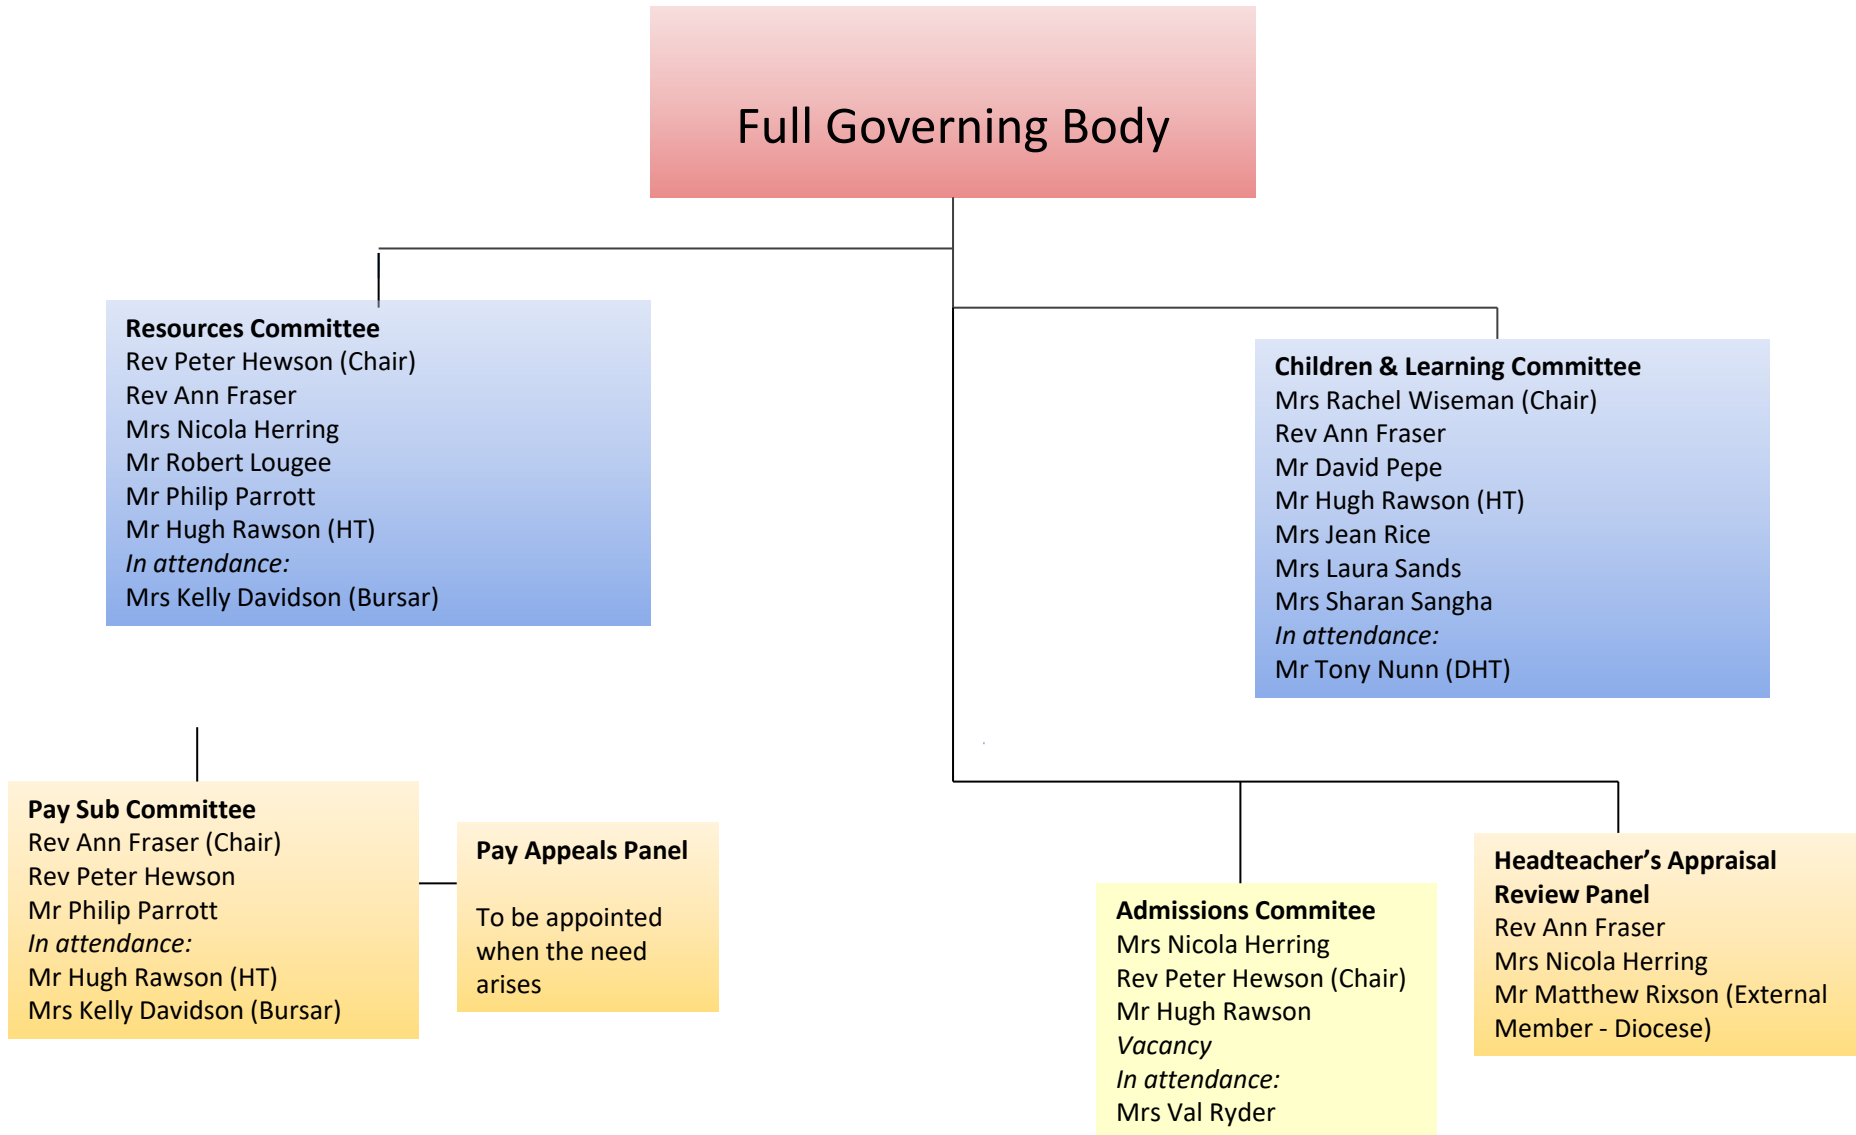 Full Governing Body
Resources Committee
Rev Peter Hewson (Chair)
Rev Ann Fraser
Mrs Nicola Herring
Mr Robert Lougee
Mr Philip Parrott
Mr Hugh Rawson (HT)
In attendance:
Mrs Kelly Davidson (Bursar)
Children & Learning Committee
Mrs Rachel Wiseman (Chair)
Rev Ann Fraser
Mr David Pepe
Mr Hugh Rawson (HT)
Mrs Jean Rice
Mrs Laura Sands
Mrs Sharan Sangha
In attendance:
Mr Tony Nunn (DHT)
Pay Sub Committee
Rev Ann Fraser (Chair)
Rev Peter Hewson
Mr Philip Parrott
In attendance:
Mr Hugh Rawson (HT)
Mrs Kelly Davidson (Bursar)
Pay Appeals Panel
To be appointed
when the need
arises
Admissions Commitee
Mrs Nicola Herring
Rev Peter Hewson (Chair)
Mr Hugh Rawson
Vacancy
In attendance:
Mrs Val Ryder
Headteacher’s Appraisal
Review Panel
Rev Ann Fraser
Mrs Nicola Herring
Mr Matthew Rixson (External
Member - Diocese)